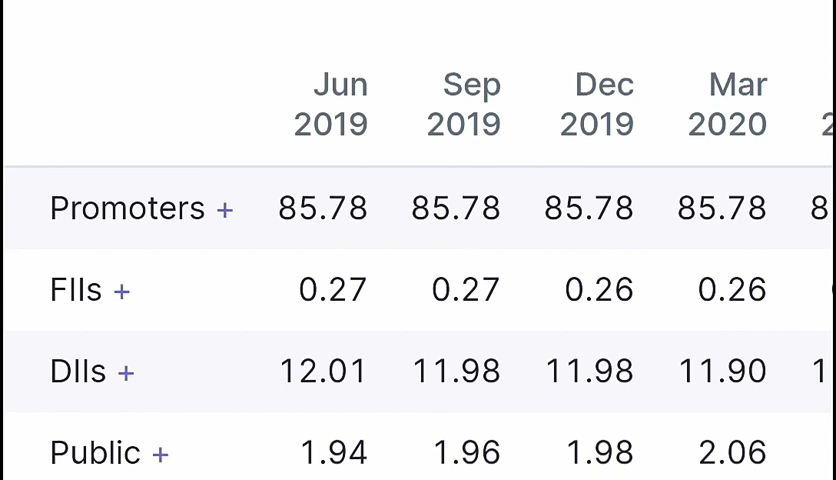 Jun Sep Dec Mar
2019 2019 2019 2020
Promoters + 85.78 85.78 85.78 85.78
FIIs + 0.27 0.27 0.26 0.26
DIIs + 12.01 11.98 11.98 11.90
Public + 1.94 1.96 1.98 2.06